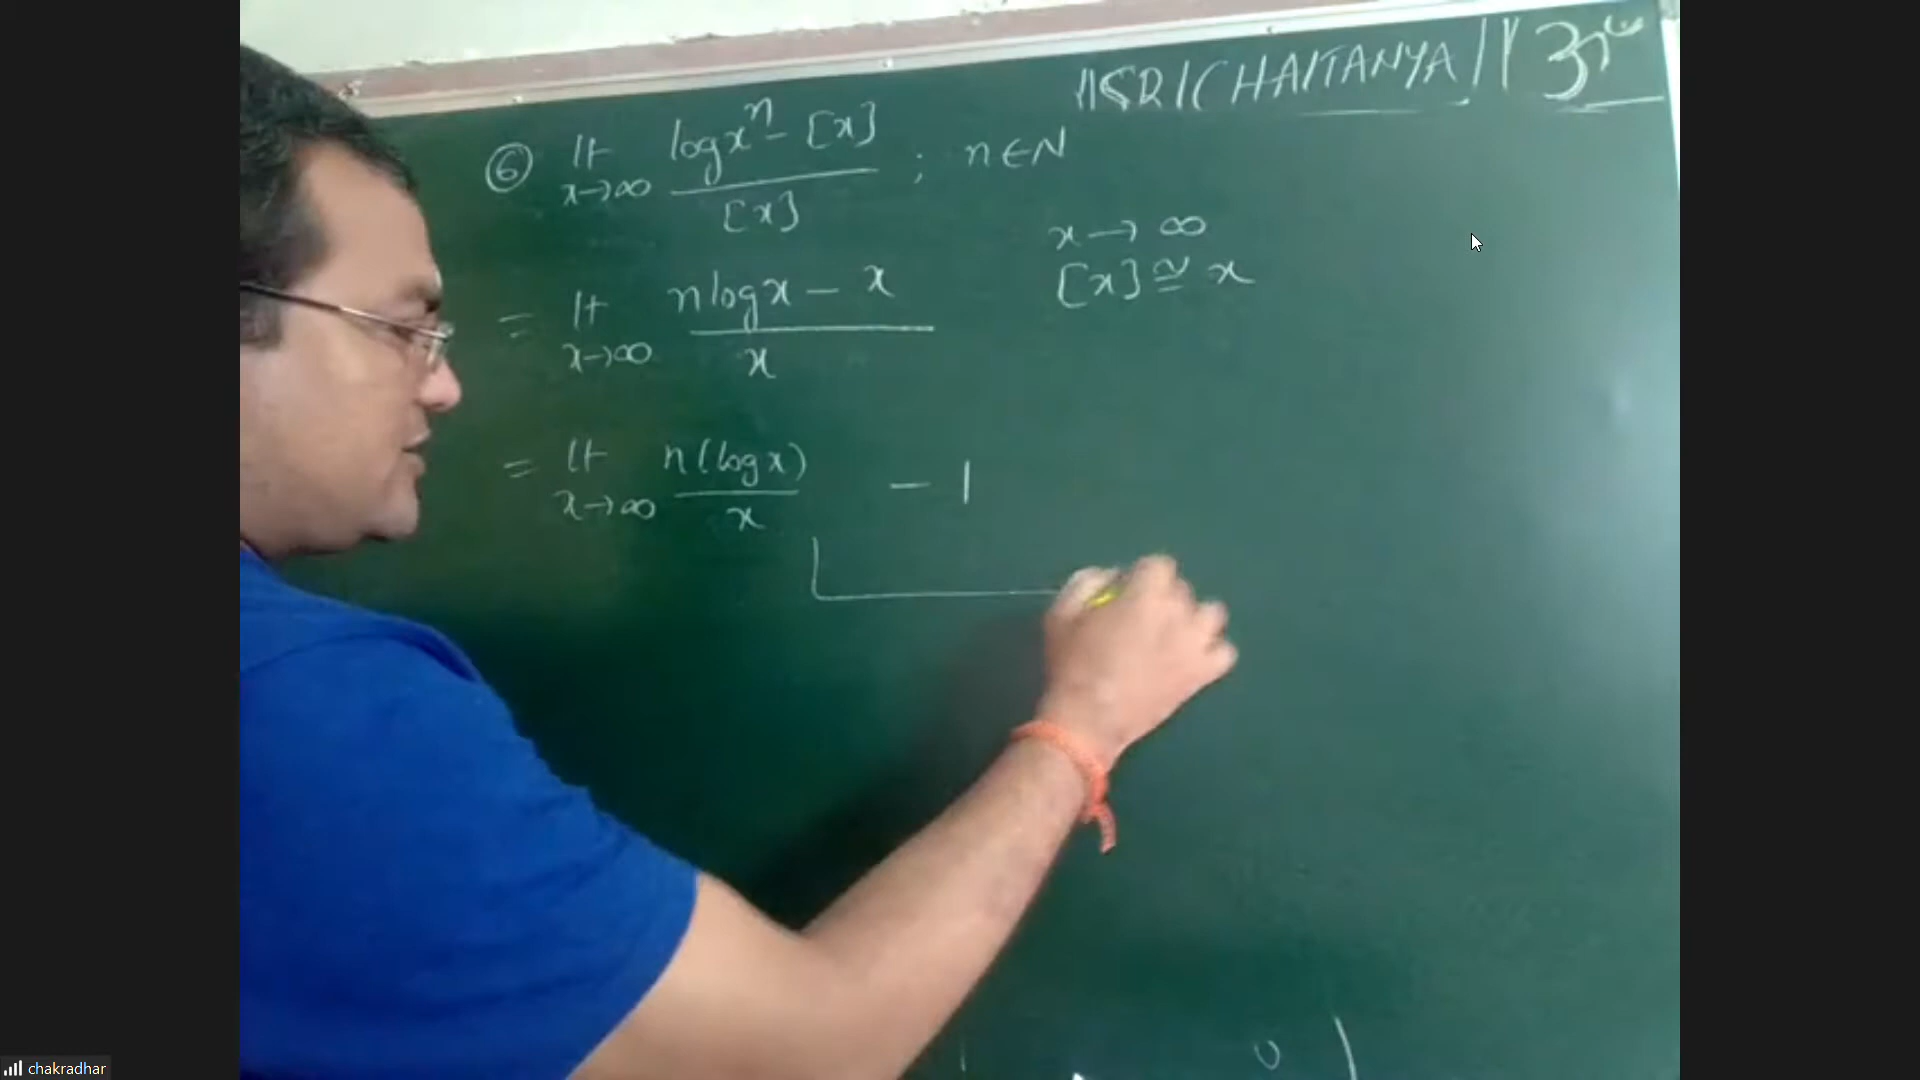 ||SRI CHAITANYA||
⑥ lt log xⁿ - [x] ; n∈N
x→∞ [x]
x → ∞
[x] ≅ x
= lt n log x - x
x→∞ x
= lt n(log x) - 1
x→∞ x
chakradhar